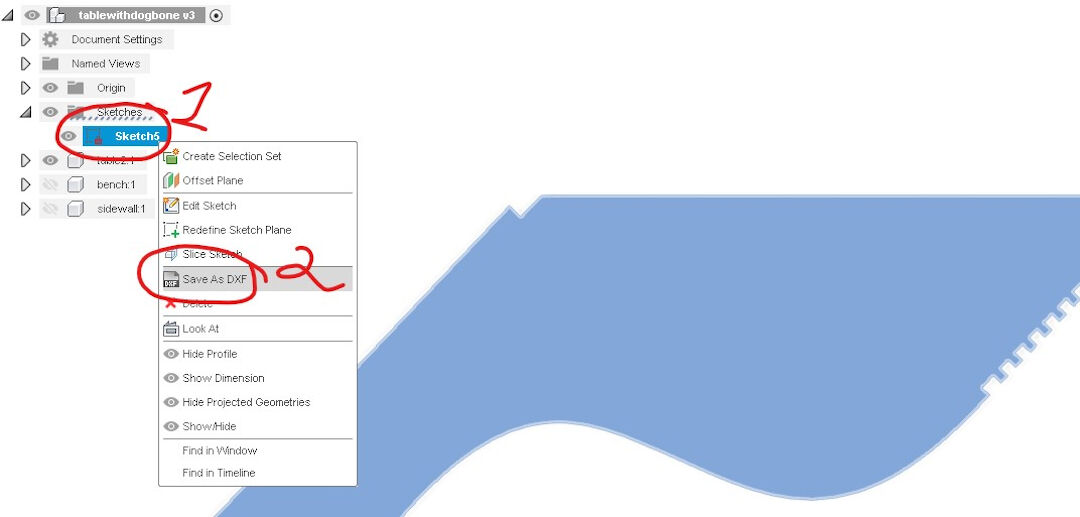 tablewithdogbone v3
Document Settings
Named Views
Origin
Sketches
1
Sketch5
table2:1
bench:1
sidewall:1
Create Selection Set
Offset Plane
Edit Sketch
Redefine Sketch Plane
Slice Sketch
2
DXF Save As DXF
Delete
Look At
Hide Profile
Show Dimension
Hide Projected Geometries
Show/Hide
Find in Window
Find in Timeline